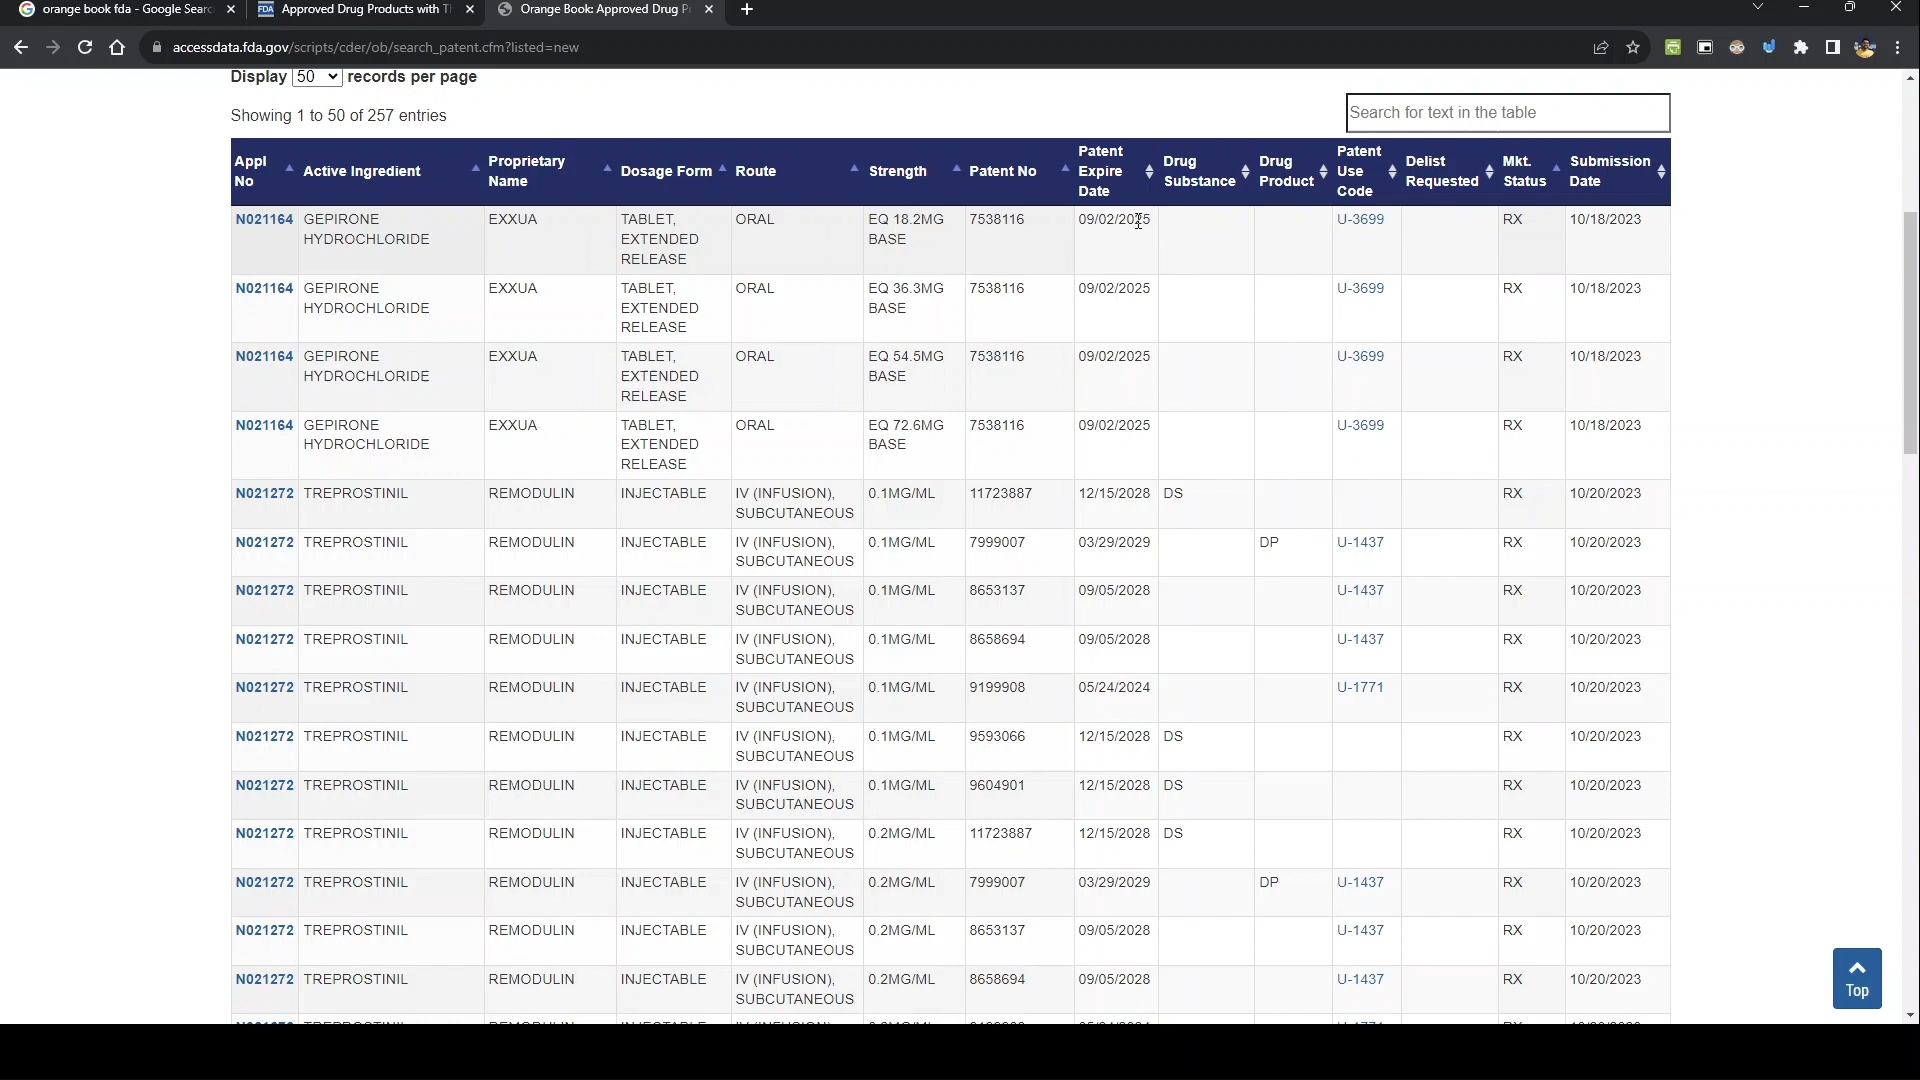 orange book fda - Google Searc
Approved Drug Products with Th
Orange Book: Approved Drug P
accessdata.fda.gov/scripts/cder/ob/search_patent.cfm?listed=new
Display 50 records per page
Showing 1 to 50 of 257 entries
Search for text in the table
Appl No Active Ingredient Proprietary Name Dosage Form Route Strength Patent No Patent Expire Date Drug Substance Drug Product Patent Use Code Delist Requested Mkt. Status Submission Date
N021164 GEPIRONE HYDROCHLORIDE EXXUA TABLET, EXTENDED RELEASE ORAL EQ 18.2MG BASE 7538116 09/02/2025 U-3699 RX 10/18/2023
N021164 GEPIRONE HYDROCHLORIDE EXXUA TABLET, EXTENDED RELEASE ORAL EQ 36.3MG BASE 7538116 09/02/2025 U-3699 RX 10/18/2023
N021164 GEPIRONE HYDROCHLORIDE EXXUA TABLET, EXTENDED RELEASE ORAL EQ 54.5MG BASE 7538116 09/02/2025 U-3699 RX 10/18/2023
N021164 GEPIRONE HYDROCHLORIDE EXXUA TABLET, EXTENDED RELEASE ORAL EQ 72.6MG BASE 7538116 09/02/2025 U-3699 RX 10/18/2023
N021272 TREPROSTINIL REMODULIN INJECTABLE IV (INFUSION), SUBCUTANEOUS 0.1MG/ML 11723887 12/15/2028 DS RX 10/20/2023
N021272 TREPROSTINIL REMODULIN INJECTABLE IV (INFUSION), SUBCUTANEOUS 0.1MG/ML 7999007 03/29/2029 DP U-1437 RX 10/20/2023
N021272 TREPROSTINIL REMODULIN INJECTABLE IV (INFUSION), SUBCUTANEOUS 0.1MG/ML 8653137 09/05/2028 U-1437 RX 10/20/2023
N021272 TREPROSTINIL REMODULIN INJECTABLE IV (INFUSION), SUBCUTANEOUS 0.1MG/ML 8658694 09/05/2028 U-1437 RX 10/20/2023
N021272 TREPROSTINIL REMODULIN INJECTABLE IV (INFUSION), SUBCUTANEOUS 0.1MG/ML 9199908 05/24/2024 U-1771 RX 10/20/2023
N021272 TREPROSTINIL REMODULIN INJECTABLE IV (INFUSION), SUBCUTANEOUS 0.1MG/ML 9593066 12/15/2028 DS RX 10/20/2023
N021272 TREPROSTINIL REMODULIN INJECTABLE IV (INFUSION), SUBCUTANEOUS 0.1MG/ML 9604901 12/15/2028 DS RX 10/20/2023
N021272 TREPROSTINIL REMODULIN INJECTABLE IV (INFUSION), SUBCUTANEOUS 0.2MG/ML 11723887 12/15/2028 DS RX 10/20/2023
N021272 TREPROSTINIL REMODULIN INJECTABLE IV (INFUSION), SUBCUTANEOUS 0.2MG/ML 7999007 03/29/2029 DP U-1437 RX 10/20/2023
N021272 TREPROSTINIL REMODULIN INJECTABLE IV (INFUSION), SUBCUTANEOUS 0.2MG/ML 8653137 09/05/2028 U-1437 RX 10/20/2023
N021272 TREPROSTINIL REMODULIN INJECTABLE IV (INFUSION), SUBCUTANEOUS 0.2MG/ML 8658694 09/05/2028 U-1437 RX 10/20/2023
Top